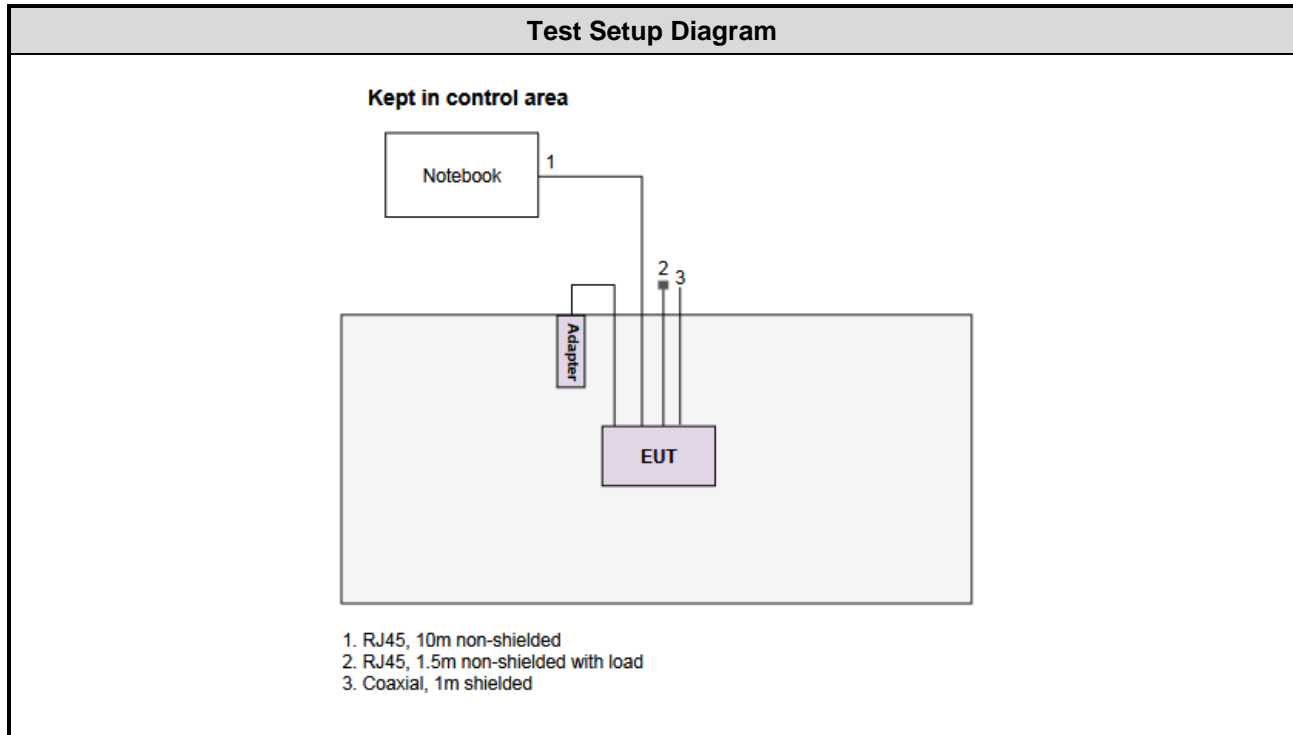 Test Setup Diagram
Kept in control area
Notebook
1
2
3
Adapter
EUT
1. RJ45, 10m non-shielded
2. RJ45, 1.5m non-shielded with load
3. Coaxial, 1m shielded